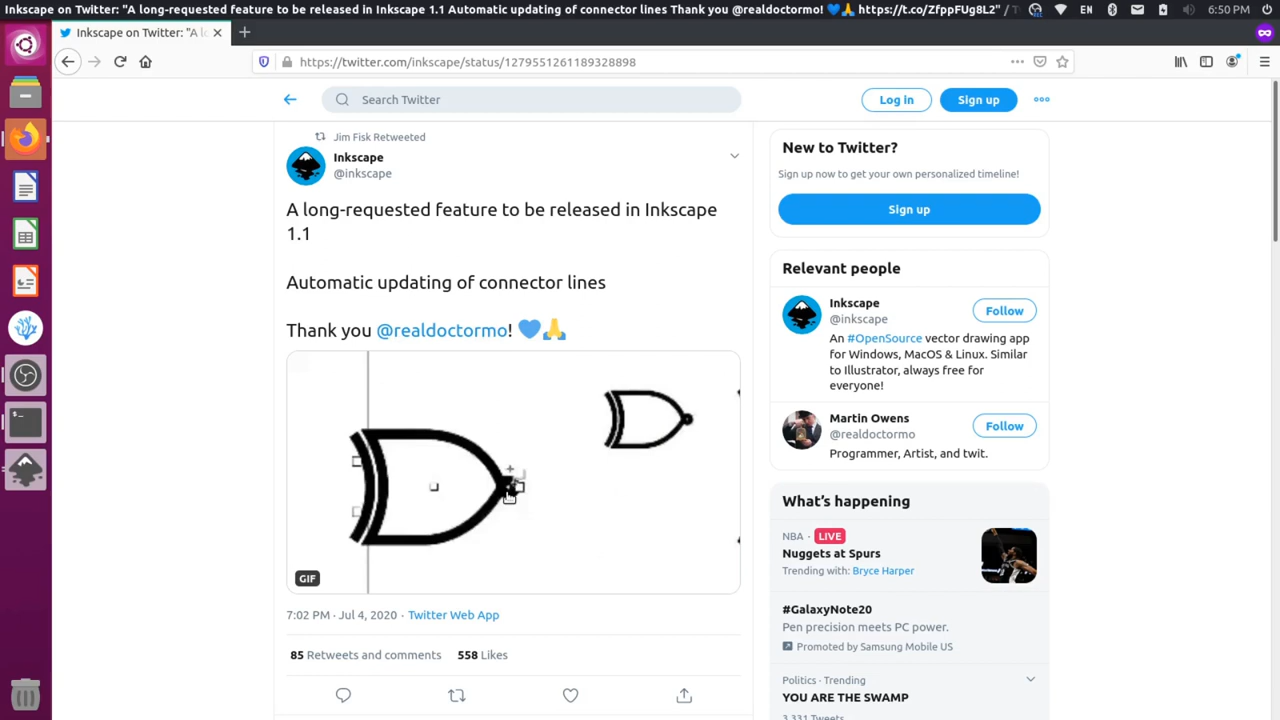 Inkscape on Twitter: "A long-requested feature to be released in Inkscape 1.1 Automatic updating of connector lines Thank you @realdoctormo! 💙🙏 https://t.co/ZfppFUg8L2" / T
EN
6:50 PM
Inkscape on Twitter: "A lo
https://twitter.com/inkscape/status/1279551261189328898
Search Twitter
Log in
Sign up
Jim Fisk Retweeted
Inkscape
@inkscape
A long-requested feature to be released in Inkscape
1.1
Automatic updating of connector lines
Thank you @realdoctormo! 💙🙏
GIF
7:02 PM · Jul 4, 2020 · Twitter Web App
85 Retweets and comments 558 Likes
New to Twitter?
Sign up now to get your own personalized timeline!
Sign up
Relevant people
Inkscape
@inkscape
Follow
An #OpenSource vector drawing app
for Windows, MacOS & Linux. Similar
to Illustrator, always free for
everyone!
Martin Owens
@realdoctormo
Follow
Programmer, Artist, and twit.
What's happening
NBA · LIVE
Nuggets at Spurs
Trending with: Bryce Harper
#GalaxyNote20
Pen precision meets PC power.
Promoted by Samsung Mobile US
Politics · Trending
YOU ARE THE SWAMP
3,331 Tweets